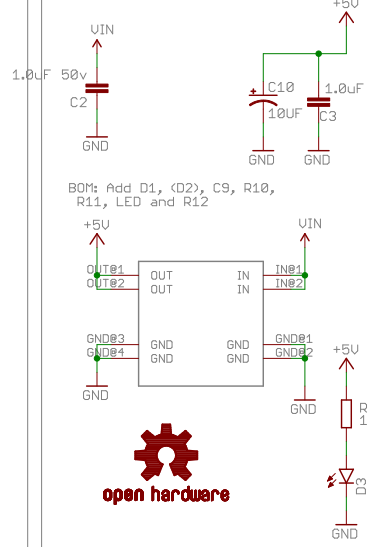 +5V
VIN
1.0uF 50v
C2
GND
C10
10UF
1.0uF
C3
GND
GND
BOM: Add D1, (D2), C9, R10,
R11, LED and R12
+5V
VIN
OUT@1 OUT IN IN@1
OUT@2 OUT IN IN@2
GND@3 GND GND GND@1
GND@4 GND GND GND@2
GND
GND
+5V
R
1
D3
GND
open hardware